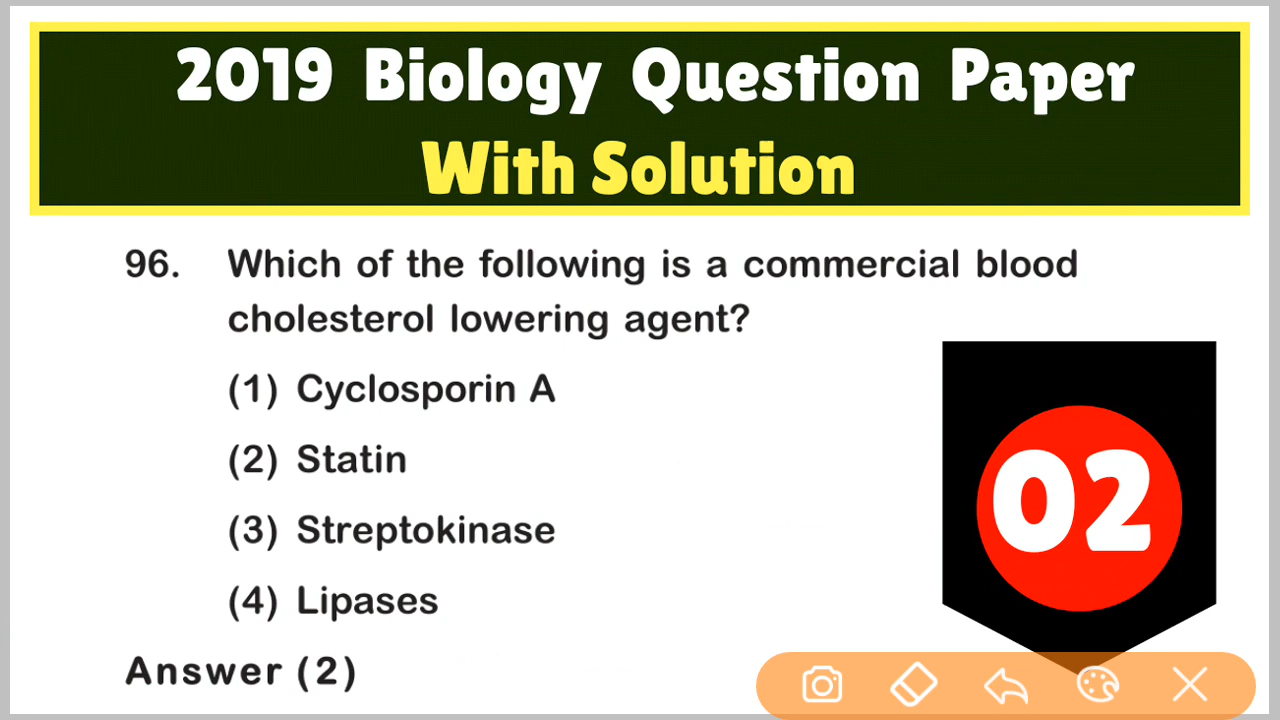 2019 Biology Question Paper
With Solution
96. Which of the following is a commercial blood
cholesterol lowering agent?
(1) Cyclosporin A
(2) Statin
(3) Streptokinase
(4) Lipases
02
Answer (2)